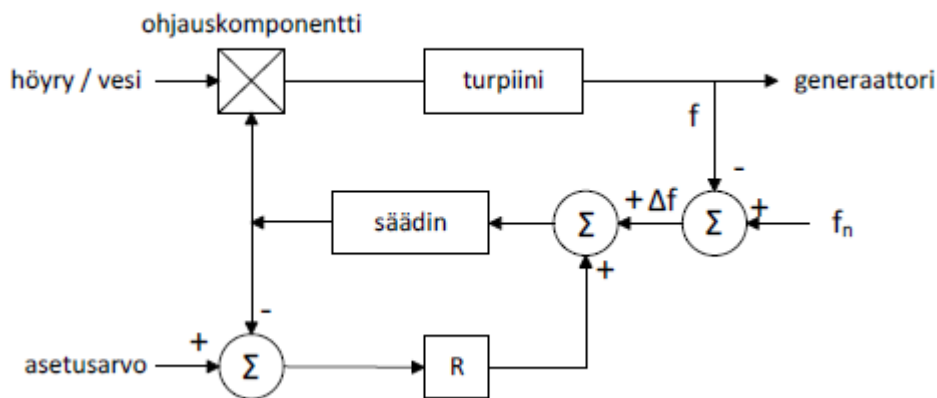 ohjauskomponentti
höyry / vesi
turpiini
generaattori
f
-
säädin
Σ
+ Δf
Σ
+
fₙ
+
-
+
asetusarvo
Σ
R